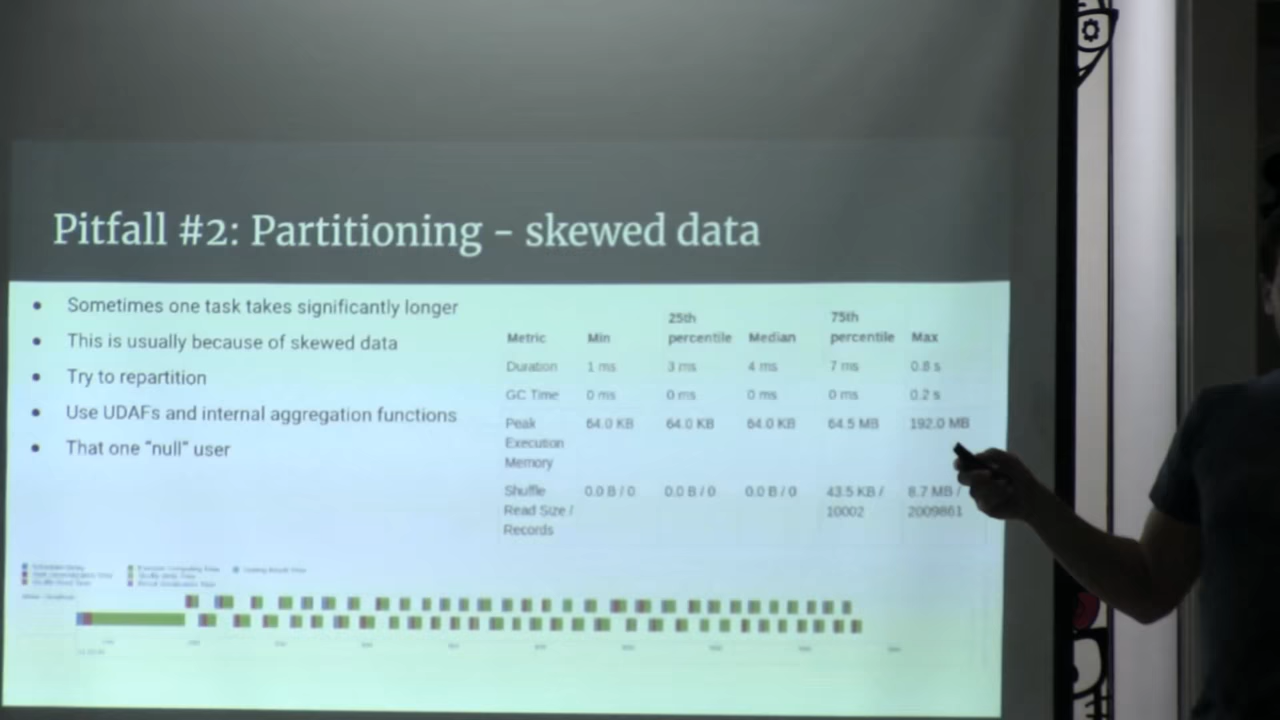 Pitfall #2: Partitioning - skewed data
• Sometimes one task takes significantly longer
• This is usually because of skewed data
• Try to repartition
• Use UDAFs and internal aggregation functions
• That one “null” user
Metric Min 25th percentile Median 75th percentile Max
Duration 1 ms 3 ms 4 ms 7 ms 0.8 s
GC Time 0 ms 0 ms 0 ms 0 ms 0.2 s
Peak Execution Memory 64.0 KB 64.0 KB 64.0 KB 64.5 MB 192.0 MB
Shuffle Read Size / Records 0.0 B / 0 0.0 B / 0 0.0 B / 0 43.5 KB / 10002 8.7 MB / 2009861